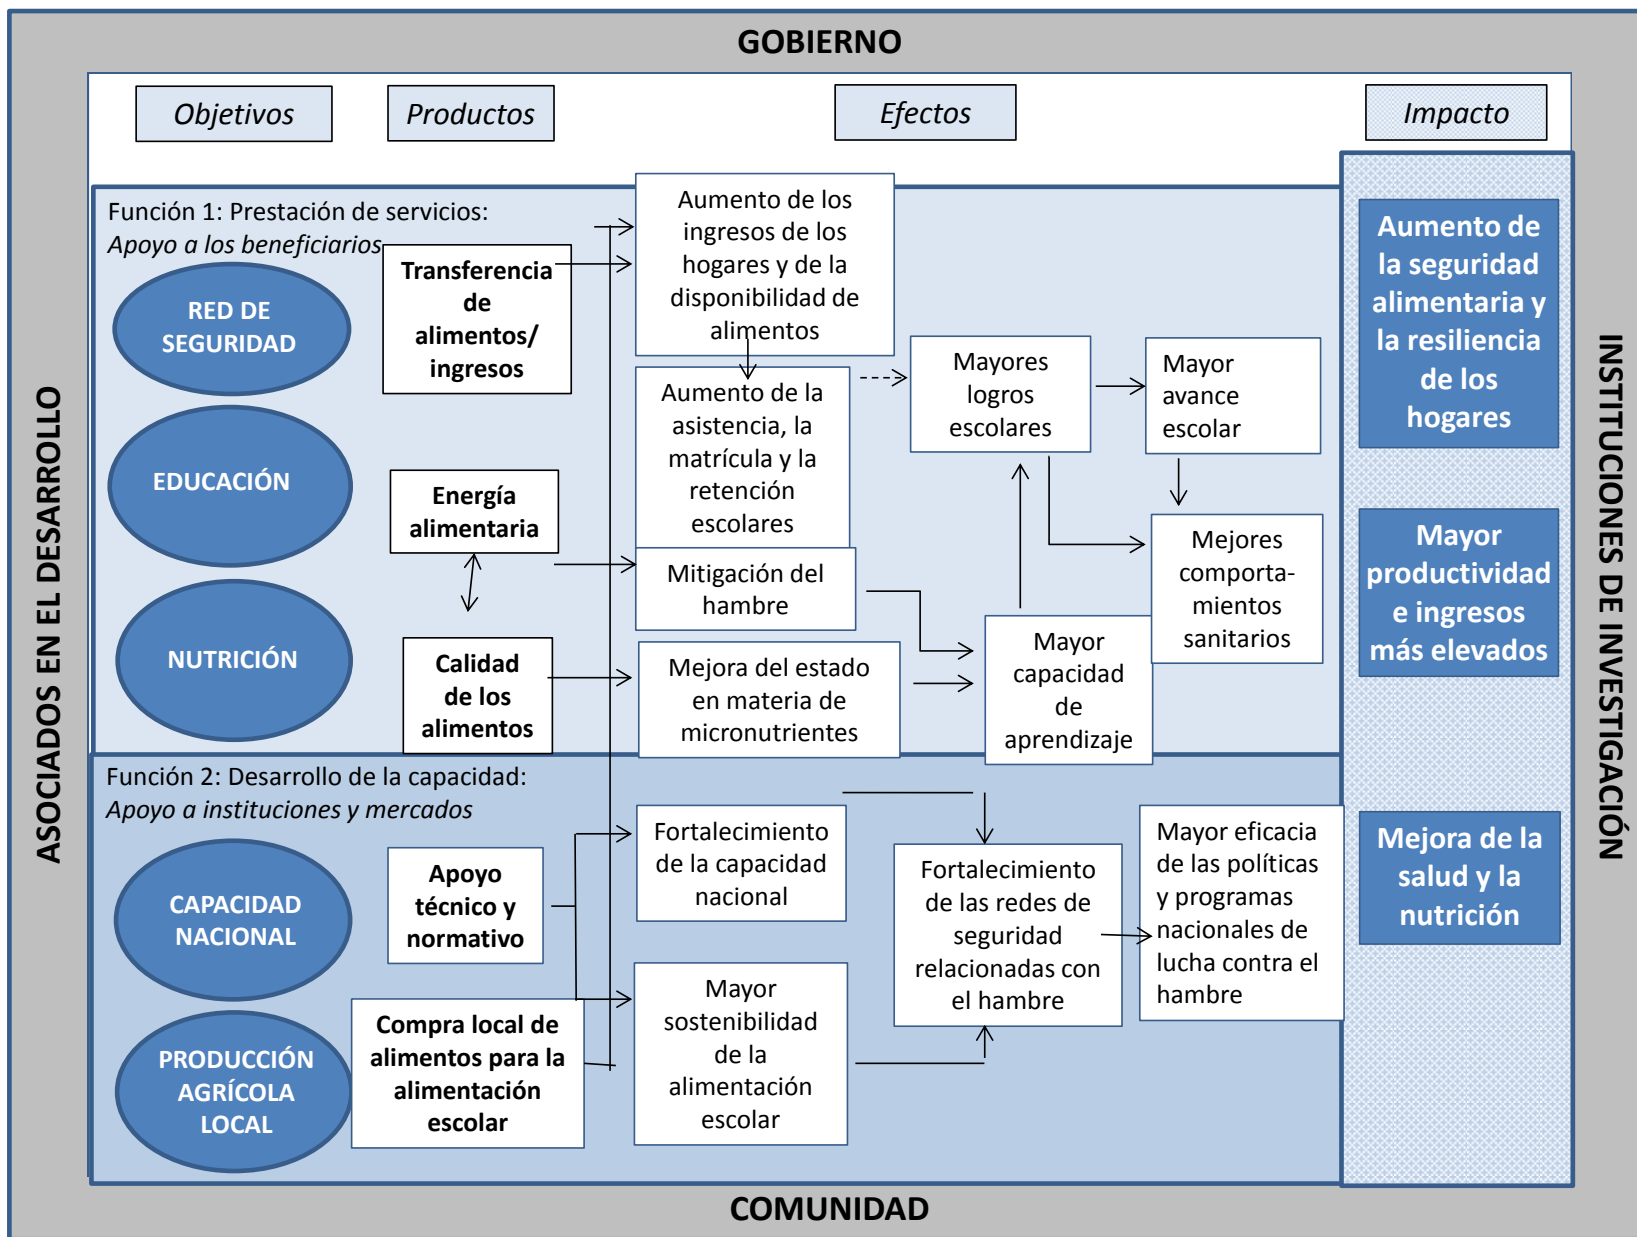 GOBIERNO
Objetivos
Productos
Efectos
Impacto
ASOCIADOS EN EL DESARROLLO
Función 1: Prestación de servicios:
Apoyo a los beneficiarios
RED DE
SEGURIDAD
EDUCACIÓN
NUTRICIÓN
Transferencia
de
alimentos/
ingresos
Energía
alimentaria
Calidad
de los
alimentos
Aumento de los
ingresos de los
hogares y de la
disponibilidad de
alimentos
Aumento de la
asistencia, la
matrícula y la
retención
escolares
Mitigación del
hambre
Mejora del estado
en materia de
micronutrientes
Mayores
logros
escolares
Mayor
avance
escolar
Mejores
comporta-
mientos
sanitarios
Mayor
capacidad
de
aprendizaje
Función 2: Desarrollo de la capacidad:
Apoyo a instituciones y mercados
CAPACIDAD
NACIONAL
PRODUCCIÓN
AGRÍCOLA
LOCAL
Apoyo
técnico y
normativo
Compra local de
alimentos para la
alimentación
escolar
Fortalecimiento
de la capacidad
nacional
Mayor
sostenibilidad
de la
alimentación
escolar
Fortalecimiento
de las redes de
seguridad
relacionadas con
el hambre
Mayor eficacia
de las políticas
y programas
nacionales de
lucha contra el
hambre
Aumento de
la seguridad
alimentaria y
la resiliencia
de los
hogares
Mayor
productividad
e ingresos
más elevados
Mejora de la
salud y la
nutrición
INSTITUCIONES DE INVESTIGACIÓN
COMUNIDAD